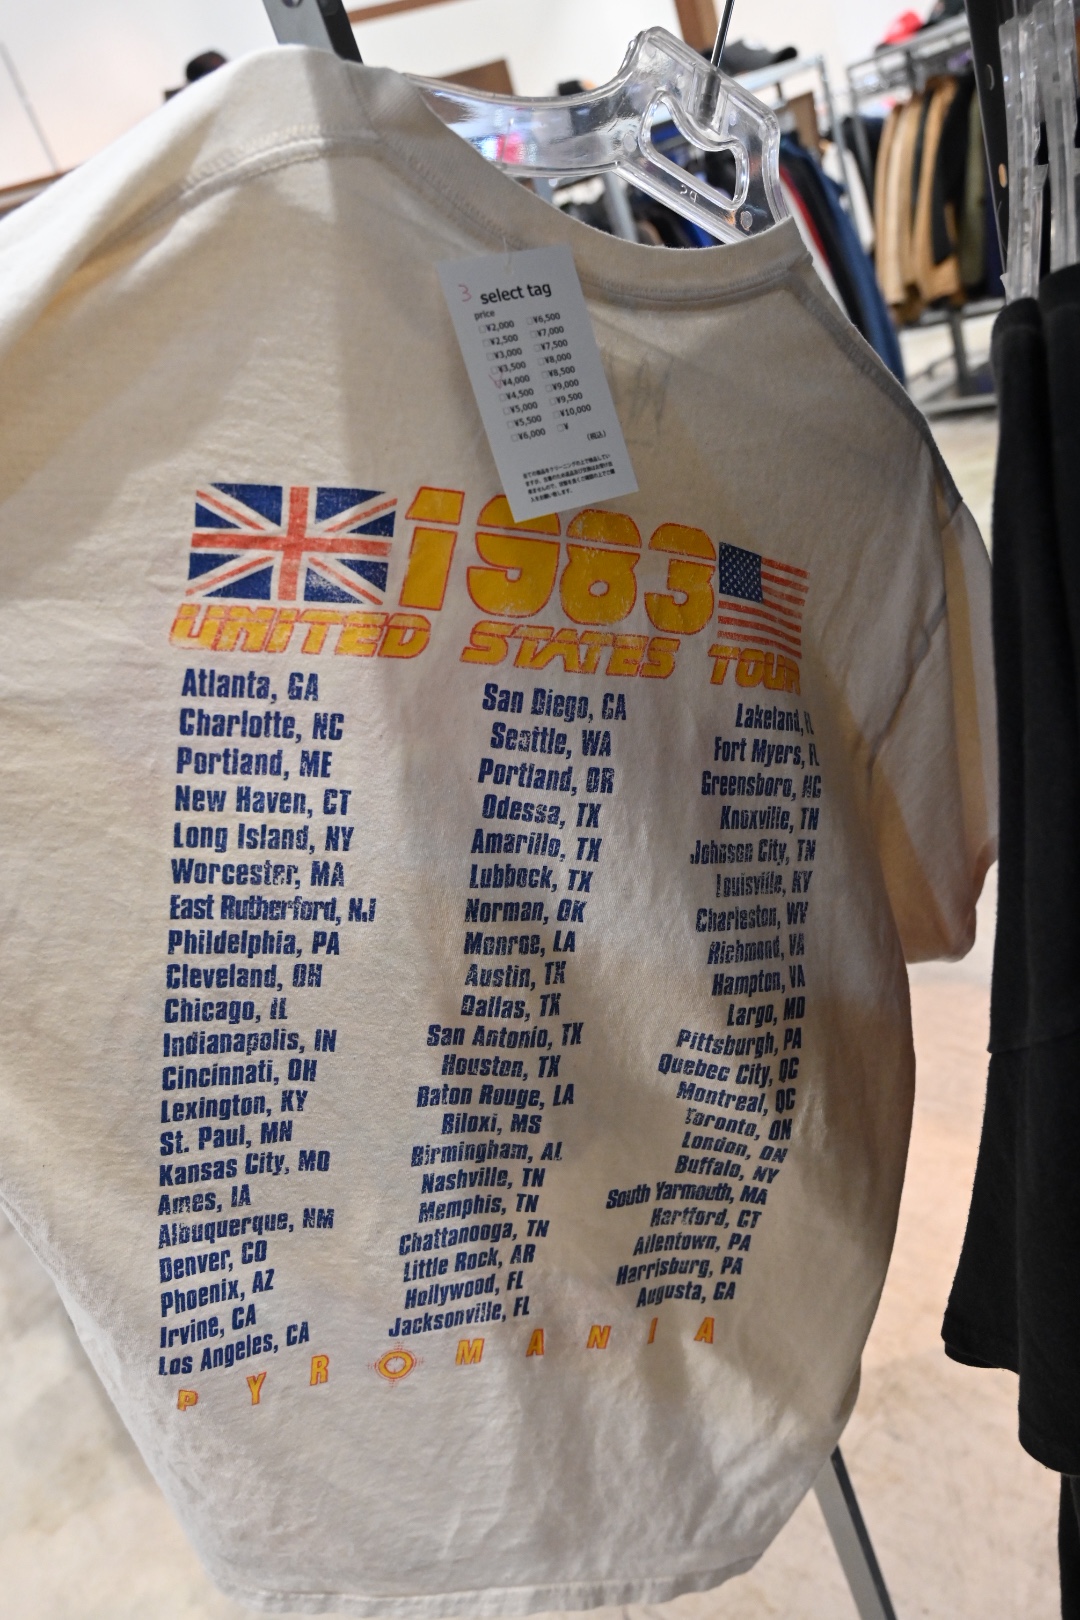 3 select tag
price
¥2,000 ¥6,500
¥2,500 ¥7,000
¥3,000 ¥7,500
¥3,500 ¥8,000
¥4,000 ¥8,500
¥4,500 ¥9,000
¥5,000 ¥9,500
¥5,500 ¥10,000
¥6,000 ¥
(税込)
1983
UNITED STATES TOUR
Atlanta, GA
Charlotte, NC
Portland, ME
New Haven, CT
Long Island, NY
Worcester, MA
East Rutherford, NJ
Phildelphia, PA
Cleveland, OH
Chicago, IL
Indianapolis, IN
Cincinnati, OH
Lexington, KY
St. Paul, MN
Kansas City, MO
Ames, IA
Albuquerque, NM
Denver, CO
Phoenix, AZ
Irvine, CA
Los Angeles, CA
San Diego, CA
Seattle, WA
Portland, OR
Odessa, TX
Amarillo, TX
Lubbock, TX
Norman, OK
Monroe, LA
Austin, TX
Dallas, TX
San Antonio, TX
Houston, TX
Baton Rouge, LA
Biloxi, MS
Birmingham, AL
Nashville, TN
Memphis, TN
Chattanooga, TN
Little Rock, AR
Hollywood, FL
Jacksonville, FL
Lakeland, FL
Fort Myers, FL
Greensboro, NC
Knoxville, TN
Johnson City, TN
Louisville, KY
Charleston, WV
Richmond, VA
Hampton, VA
Largo, MD
Pittsburgh, PA
Quebec City, QC
Montreal, QC
Toronto, ON
London, ON
Buffalo, NY
South Yarmouth, MA
Hartford, CT
Allentown, PA
Harrisburg, PA
Augusta, GA
PYROMANIA